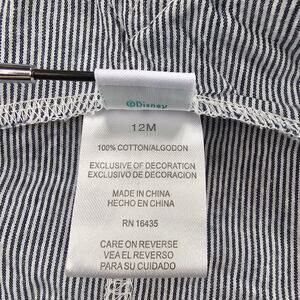 ©Disney
12M
100% COTTON/ALGODON
EXCLUSIVE OF DECORATION
EXCLUSIVO DE DECORACION
MADE IN CHINA
HECHO EN CHINA
RN 16435
CARE ON REVERSE
VEA EL REVERSO
PARA SU CUIDADO